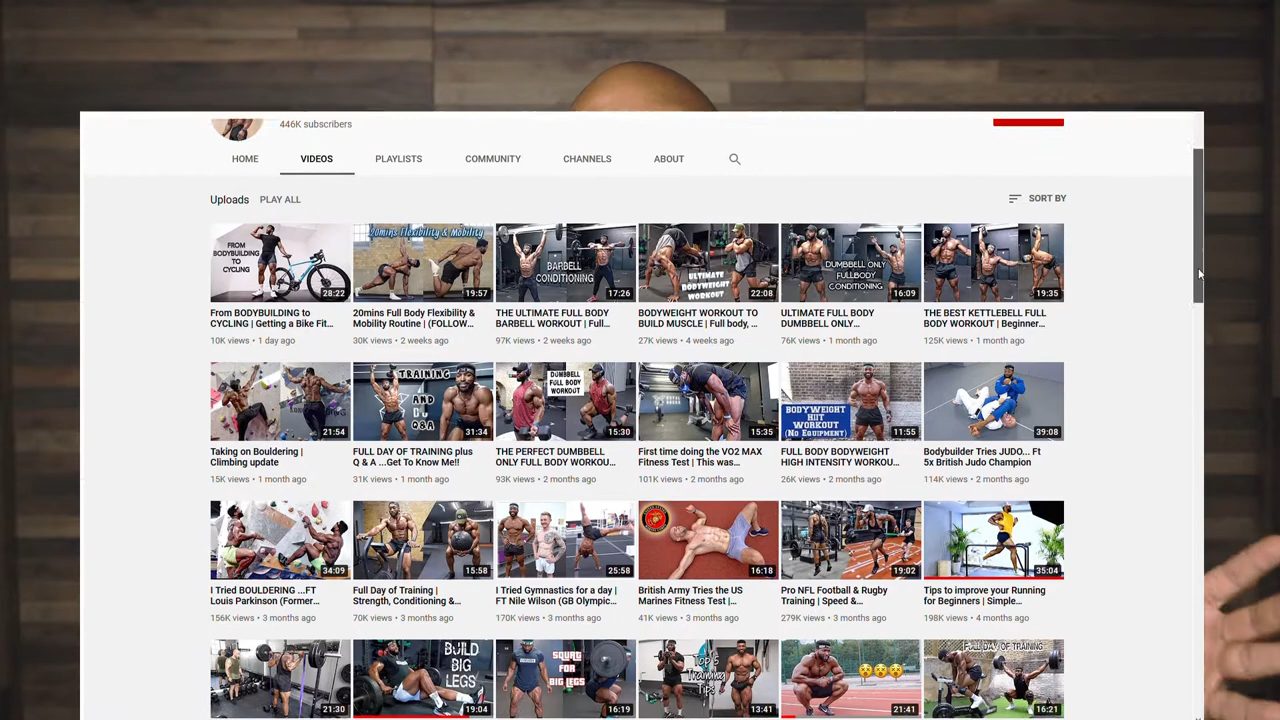 446K subscribers
HOME VIDEOS PLAYLISTS COMMUNITY CHANNELS ABOUT
Uploads PLAY ALL SORT BY
FROM
BODYBUILDING
TO
CYCLING
28:22
20mins Flexibility & Mobility
19:57
BARBELL
CONDITIONING
17:26
ULTIMATE
BODYWEIGHT
WORKOUT
22:08
DUMBBELL ONLY
FULLBODY
CONDITIONING
16:09
19:35
From BODYBUILDING to
CYCLING | Getting a Bike Fit...
10K views • 1 day ago
20mins Full Body Flexibility &
Mobility Routine | (FOLLOW...
30K views • 2 weeks ago
THE ULTIMATE FULL BODY
BARBELL WORKOUT | Full...
97K views • 2 weeks ago
BODYWEIGHT WORKOUT TO
BUILD MUSCLE | Full body, ...
27K views • 4 weeks ago
ULTIMATE FULL BODY
DUMBBELL ONLY...
76K views • 1 month ago
THE BEST KETTLEBELL FULL
BODY WORKOUT | Beginner...
125K views • 1 month ago
21:54
TRAINING
AND
Q&A
31:34
DUMBBELL
FULL BODY
WORKOUT
15:30
15:35
BODYWEIGHT
HIIT
WORKOUT
(No EQUIPMENT)
11:55
39:08
Taking on Bouldering |
Climbing update
15K views • 1 month ago
FULL DAY OF TRAINING plus
Q & A ...Get To Know Me!!
31K views • 1 month ago
THE PERFECT DUMBBELL
ONLY FULL BODY WORKOU...
93K views • 2 months ago
First time doing the VO2 MAX
Fitness Test | This was...
101K views • 2 months ago
FULL BODY BODYWEIGHT
HIGH INTENSITY WORKOU...
26K views • 2 months ago
Bodybuilder Tries JUDO... Ft
5x British Judo Champion
114K views • 2 months ago
34:09
15:58
25:58
16:18
19:02
35:04
I Tried BOULDERING ...FT
Louis Parkinson (Former...
156K views • 3 months ago
Full Day of Training |
Strength, Conditioning &...
70K views • 3 months ago
I Tried Gymnastics for a day |
FT Nile Wilson (GB Olympic...
170K views • 3 months ago
British Army Tries the US
Marines Fitness Test |...
41K views • 3 months ago
Pro NFL Football & Rugby
Training | Speed &...
279K views • 3 months ago
Tips to improve your Running
for Beginners | Simple...
198K views • 4 months ago
21:30
BUILD
BIG
LEGS
19:04
SQUAT
FOR
BIG LEGS
16:19
Top 5
Training
Tips
13:41
21:41
FULL DAY OF TRAINING
16:21